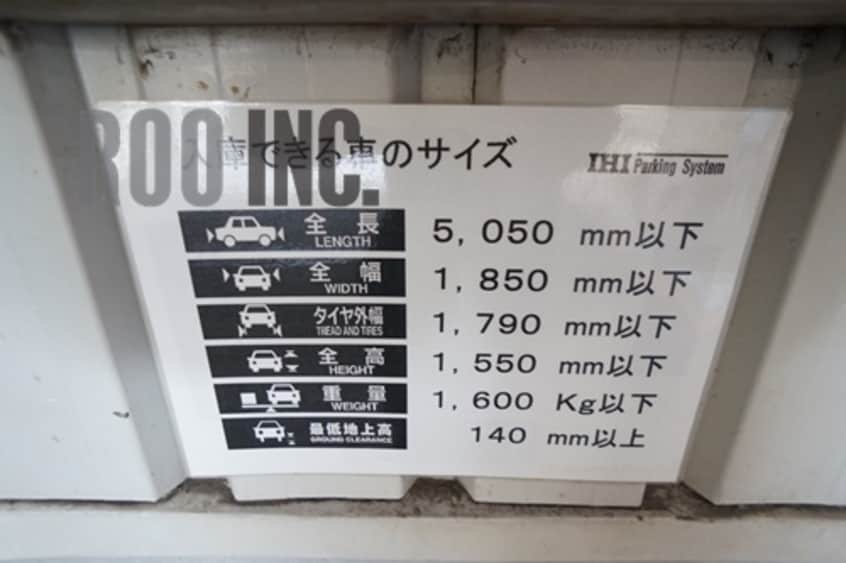 ROO INC.
入庫できる車のサイズ
IHI Parking System
全長 LENGTH 5,050 mm以下
全幅 WIDTH 1,850 mm以下
タイヤ外幅 TREAD AND TIRES 1,790 mm以下
全高 HEIGHT 1,550 mm以下
重量 WEIGHT 1,600 Kg以下
最低地上高 GROUND CLEARANCE 140 mm以上